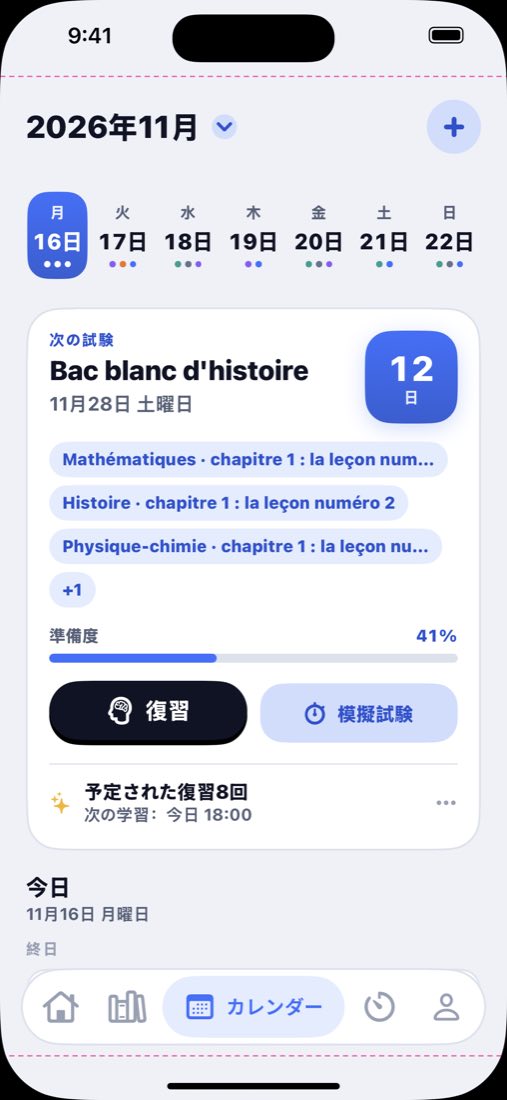 9:41
2026年11月
月 火 水 木 金 土 日
16日 17日 18日 19日 20日 21日 22日
次の試験
Bac blanc d'histoire
11月28日 土曜日
12
日
Mathématiques · chapitre 1 : la leçon num...
Histoire · chapitre 1 : la leçon numéro 2
Physique-chimie · chapitre 1 : la leçon nu...
+1
準備度 41%
復習 模擬試験
予定された復習8回
次の学習: 今日 18:00
今日
11月16日 月曜日
終日
カレンダー